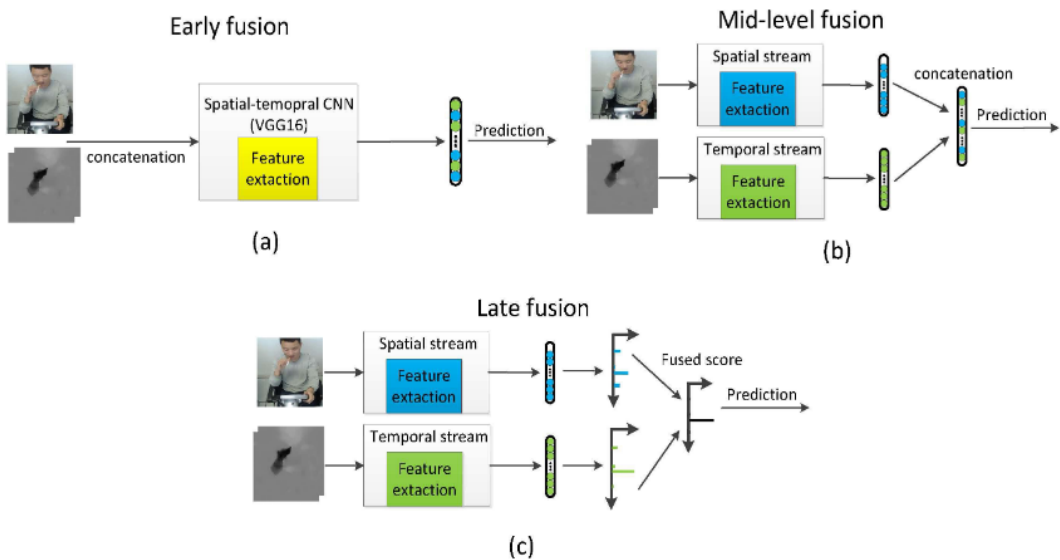 Early fusion
Spatial-temopral CNN
(VGG16)
Feature
extaction
concatenation
Prediction
(a)
Mid-level fusion
Spatial stream
Feature
extaction
concatenation
Prediction
Temporal stream
Feature
extaction
(b)
Late fusion
Spatial stream
Feature
extaction
Fused score
Prediction
Temporal stream
Feature
extaction
(c)